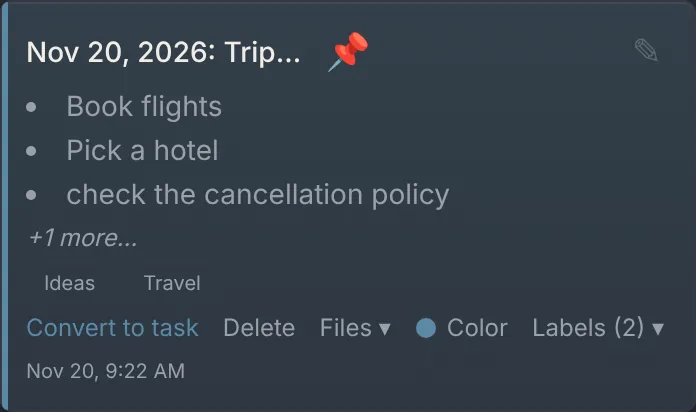 Nov 20, 2026: Trip...
• Book flights
• Pick a hotel
• check the cancellation policy
+1 more...
Ideas Travel
Convert to task Delete Files ▾ Color Labels (2) ▾
Nov 20, 9:22 AM